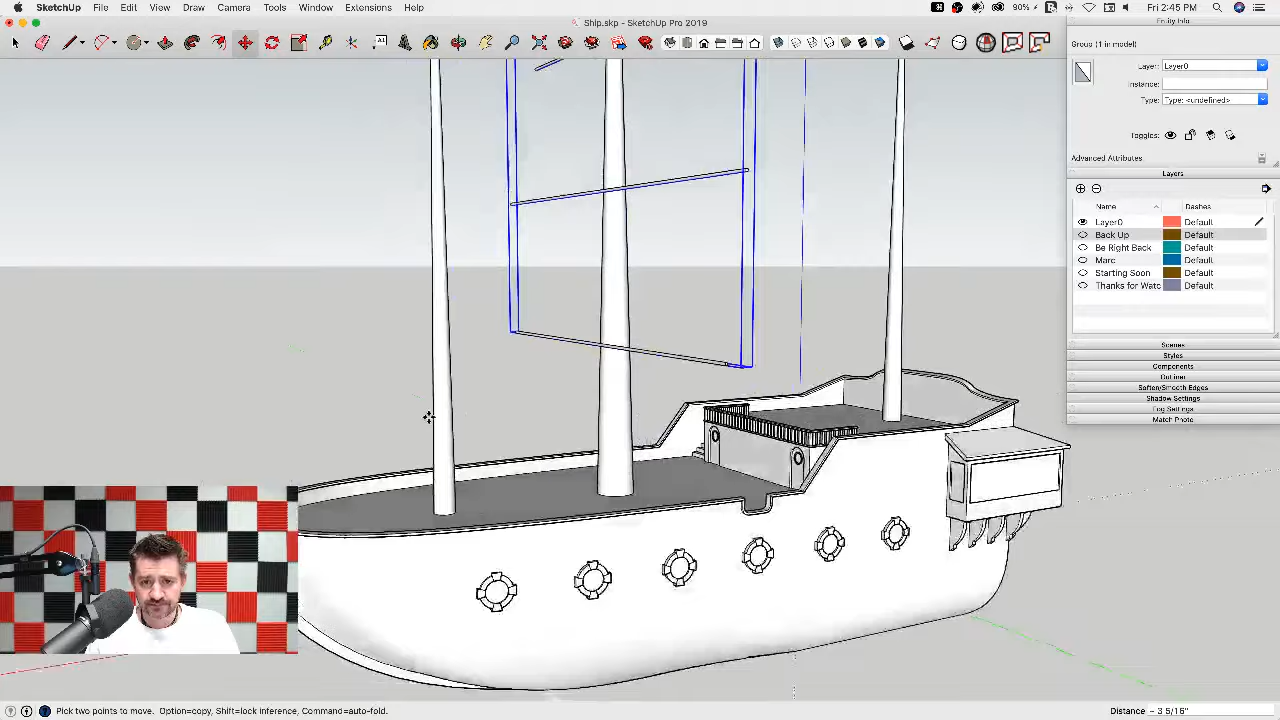 SketchUp File Edit View Draw Camera Tools Window Extensions Help
90% Fri 2:45 PM
Ship.skp - SketchUp Pro 2019
Entity Info
Group (1 in model)
Layer: Layer0
Instance:
Type: Type: <undefined>
Toggles:
Advanced Attributes
Layers
Name Dashes
Layer0 Default
Back Up Default
Be Right Back Default
Marc Default
Starting Soon Default
Thanks for Watc Default
Scenes
Styles
Components
Outliner
Soften/Smooth Edges
Shadow Settings
Fog Settings
Match Photo
Pick two points to move. Option=copy, Shift=lock inference, Command=auto-fold.
Distance ~ 3 5/16"